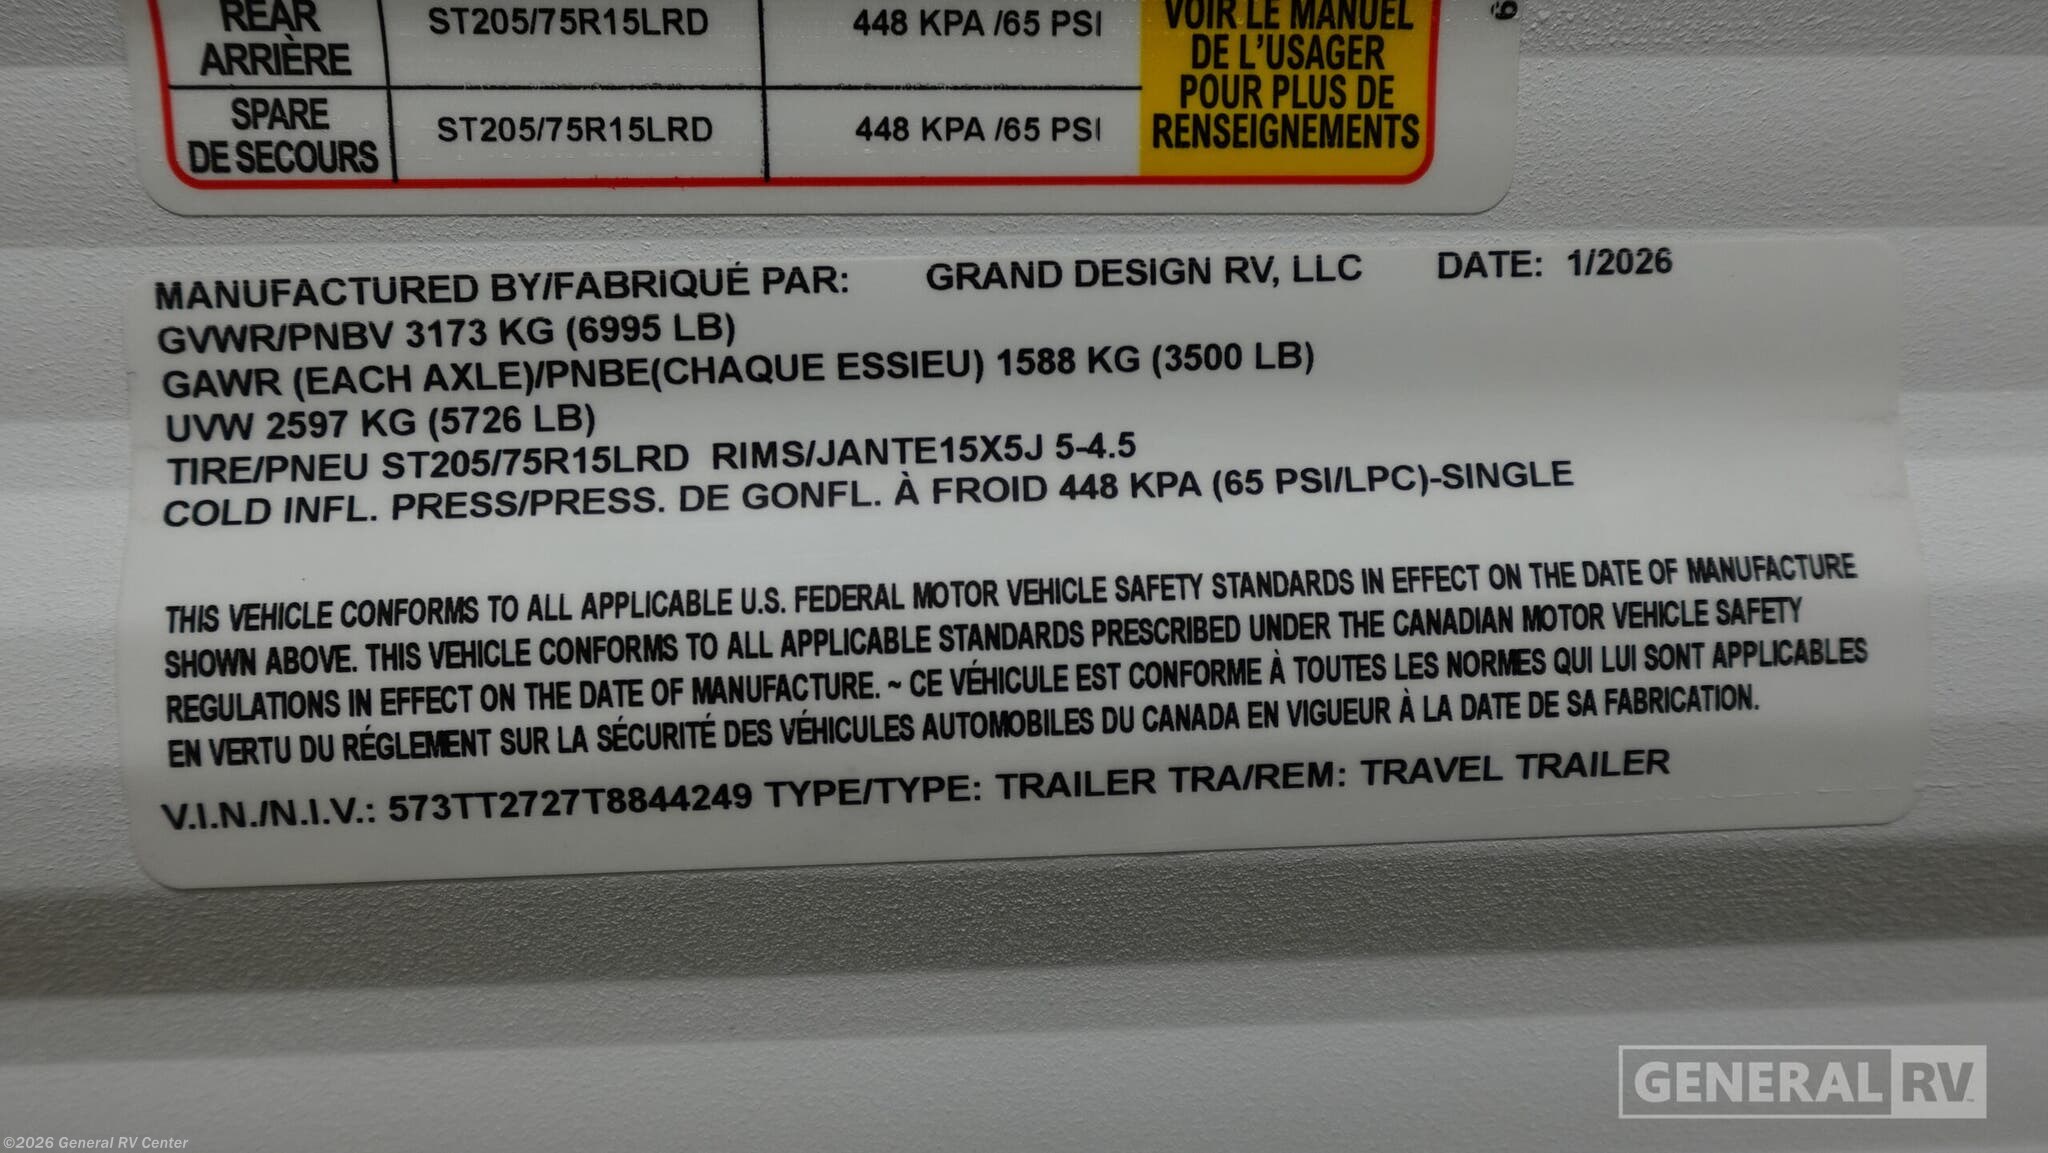 REAR ST205/75R15LRD 448 KPA /65 PSI VOIR LE MANUEL
ARRIÈRE DE L'USAGER
POUR PLUS DE
SPARE ST205/75R15LRD 448 KPA /65 PSI RENSEIGNEMENTS
DE SECOURS
MANUFACTURED BY/FABRIQUÉ PAR: GRAND DESIGN RV, LLC DATE: 1/2026
GVWR/PNBV 3173 KG (6995 LB)
GAWR (EACH AXLE)/PNBE(CHAQUE ESSIEU) 1588 KG (3500 LB)
UVW 2597 KG (5726 LB)
TIRE/PNEU ST205/75R15LRD RIMS/JANTE15X5J 5-4.5
COLD INFL. PRESS/PRESS. DE GONFL. À FROID 448 KPA (65 PSI/LPC)-SINGLE
THIS VEHICLE CONFORMS TO ALL APPLICABLE U.S. FEDERAL MOTOR VEHICLE SAFETY STANDARDS IN EFFECT ON THE DATE OF MANUFACTURE
SHOWN ABOVE. THIS VEHICLE CONFORMS TO ALL APPLICABLE STANDARDS PRESCRIBED UNDER THE CANADIAN MOTOR VEHICLE SAFETY
REGULATIONS IN EFFECT ON THE DATE OF MANUFACTURE. ~ CE VÉHICULE EST CONFORME À TOUTES LES NORMES QUI LUI SONT APPLICABLES
EN VERTU DU RÉGLEMENT SUR LA SÉCURITÉ DES VÉHICULES AUTOMOBILES DU CANADA EN VIGUEUR À LA DATE DE SA FABRICATION.
V.I.N./N.I.V.: 573TT2727T8844249 TYPE/TYPE: TRAILER TRA/REM: TRAVEL TRAILER
GENERAL RV
©2026 General RV Center